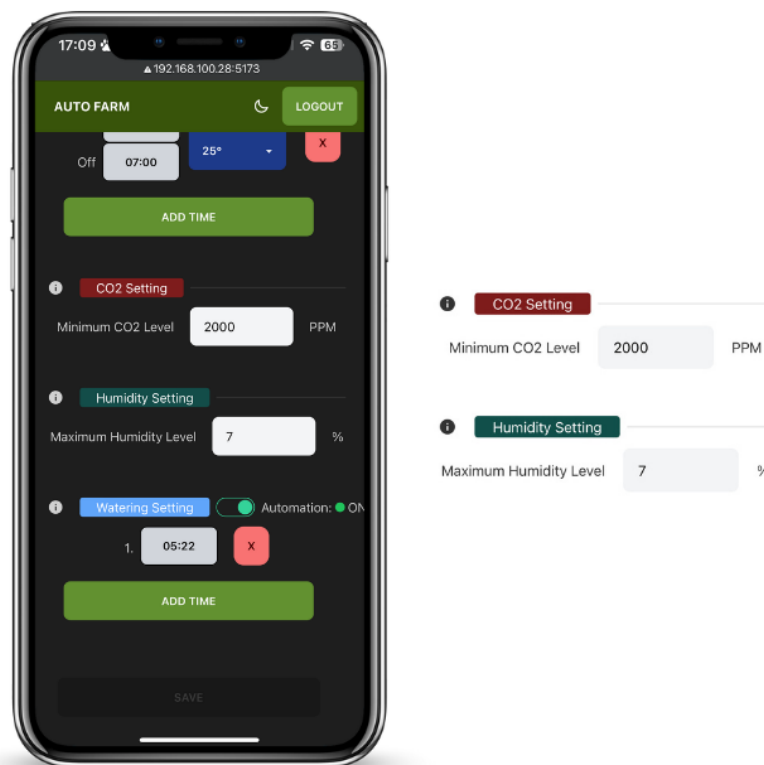 17:09 65
192.168.100.28:5173
AUTO FARM LOGOUT
25° X
Off 07:00
ADD TIME
CO2 Setting
Minimum CO2 Level 2000 PPM
Humidity Setting
Maximum Humidity Level 7 %
Watering Setting Automation: ON
1. 05:22 X
ADD TIME
SAVE
CO2 Setting
Minimum CO2 Level 2000 PPM
Humidity Setting
Maximum Humidity Level 7 %